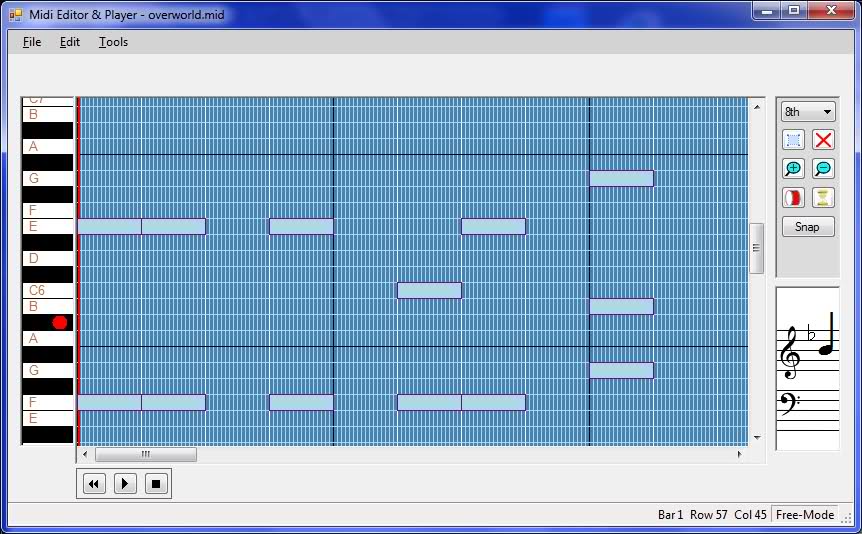 Midi Editor & Player - overworld.mid
File Edit Tools
C7
B
A
G
F
E
D
C6
B
A
G
F
E
8th
Snap
Bar 1 Row 57 Col 45 Free-Mode